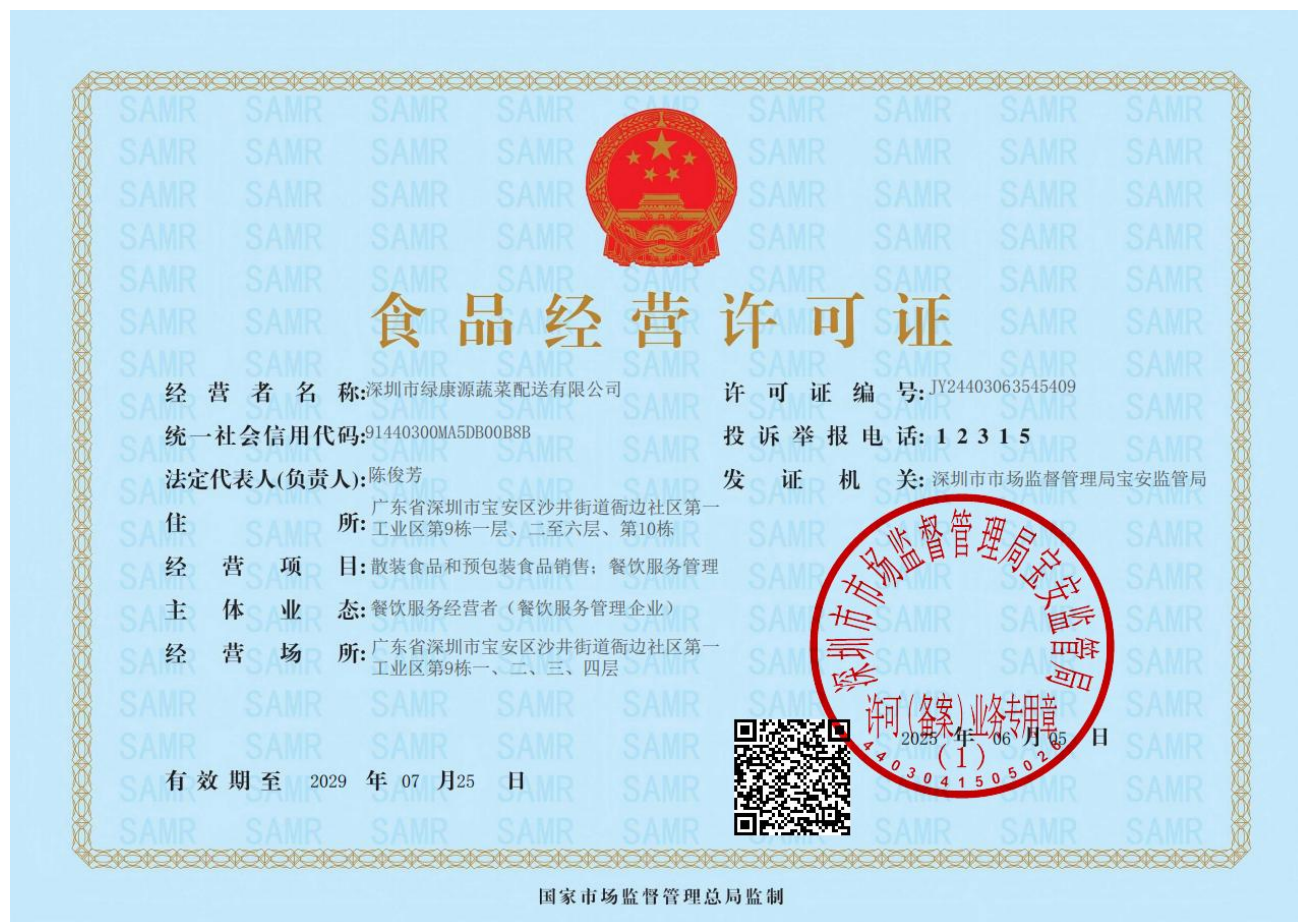 食品经营许可证
经营者名称:深圳市绿康源蔬菜配送有限公司
许可证编号:JY24403063545409
统一社会信用代码:91440300MA5DB00B8B
投诉举报电话:12315
法定代表人(负责人):陈俊芳
发证机关:深圳市市场监督管理局宝安监管局
住所:广东省深圳市宝安区沙井街道衙边社区第一
工业区第9栋一层、二至六层、第10栋
经营项目:散装食品和预包装食品销售;餐饮服务管理
主体业态:餐饮服务经营者(餐饮服务管理企业)
经营场所:广东省深圳市宝安区沙井街道衙边社区第一
工业区第9栋一、二、三、四层
深圳市市场监督管理局宝安监管局
许可(备案)业务专用章
(1)
2025 年 06 月 05 日
有效期至 2029 年 07 月25 日
国家市场监督管理总局监制
SAMR